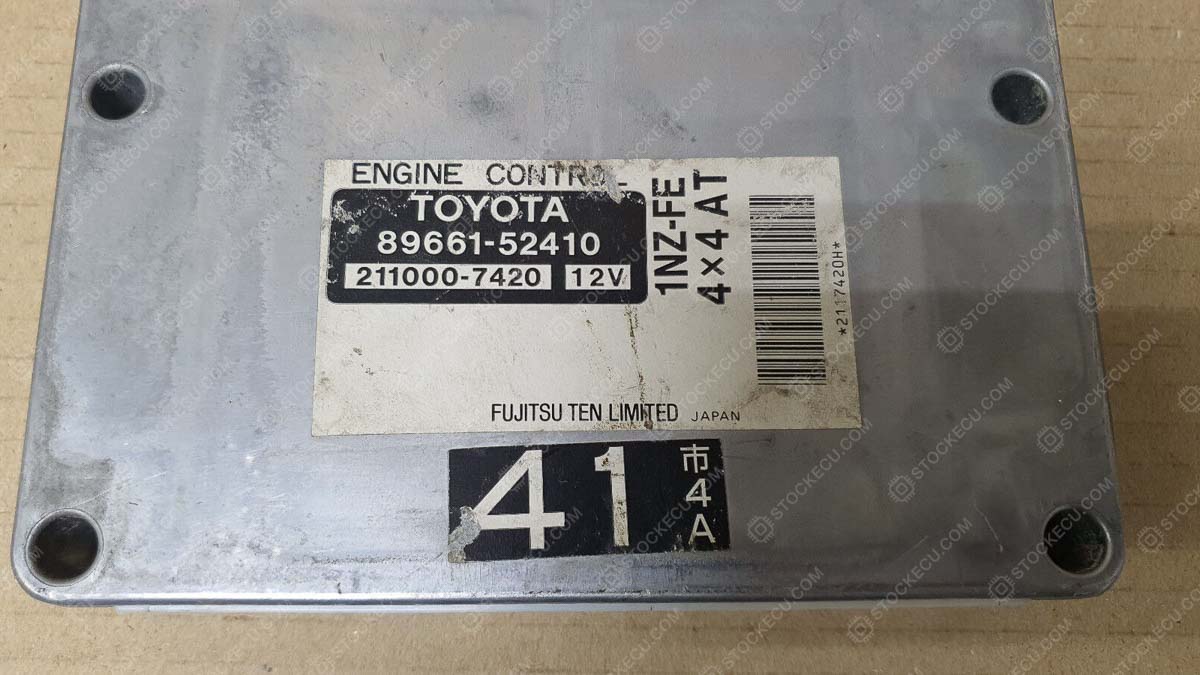 ENGINE CONTROL
TOYOTA
89661-52410
211000-7420 12V
1NZ-FE
4×4 AT
*2117420H*
FUJITSU TEN LIMITED JAPAN
41
市
4
A
STOCKECU.COM